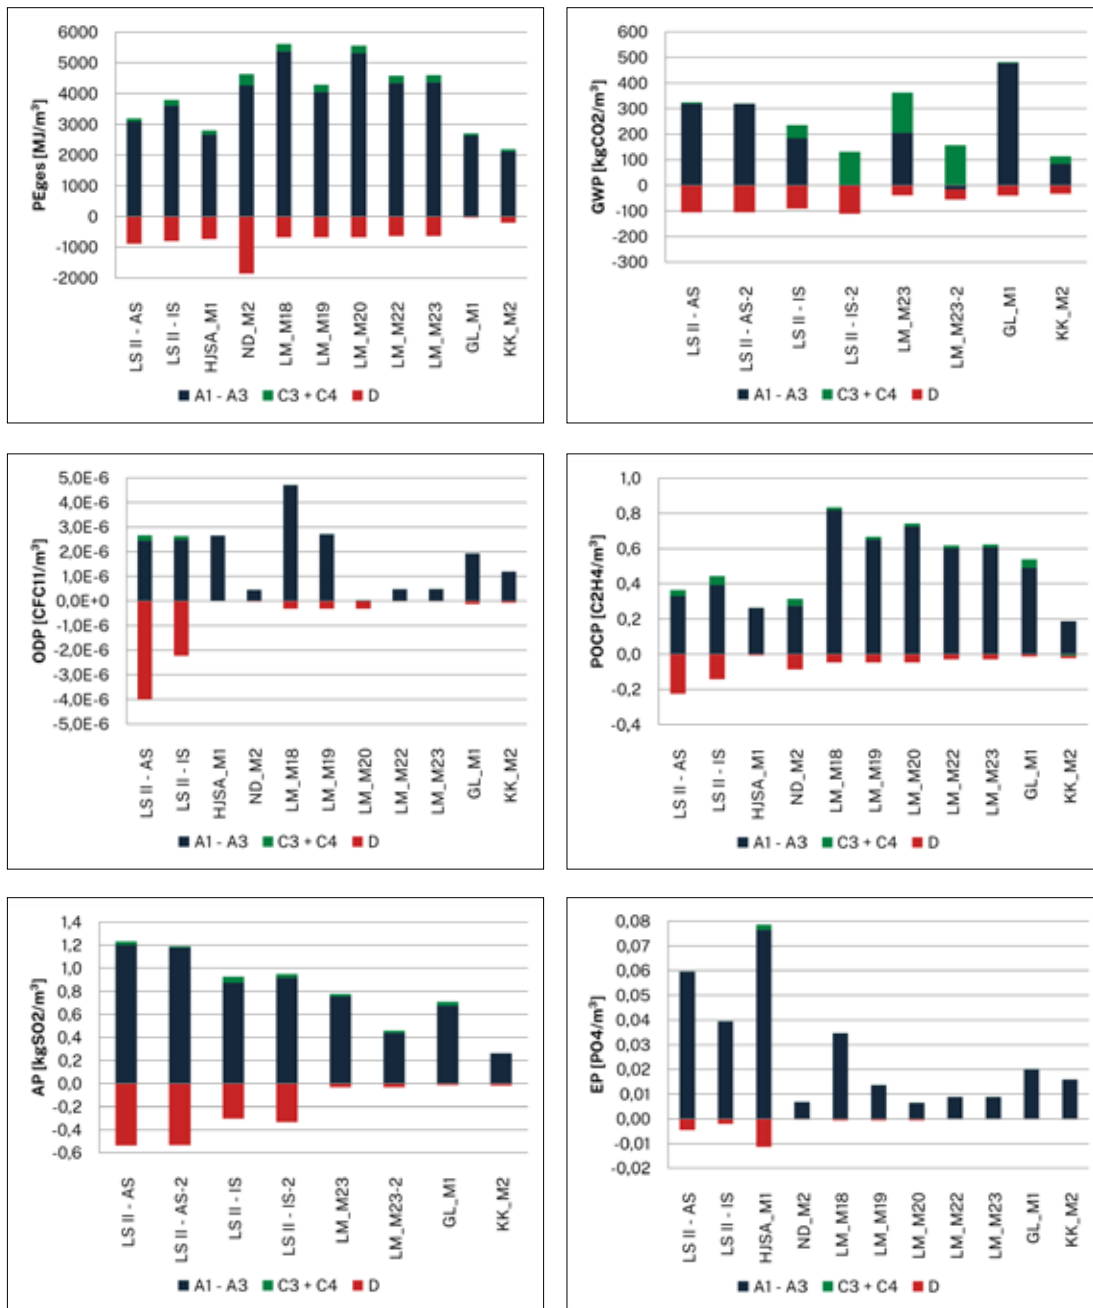 6000
5000
4000
3000
2000
1000
0
-1000
-2000
PEges [MJ/m³]
LS II - AS
LS II - IS
HJSA_M1
ND_M2
LM_M18
LM_M19
LM_M20
LM_M22
LM_M23
GL_M1
KK_M2
A1 - A3 C3 + C4 D
600
500
400
300
200
100
0
-100
-200
-300
GWP [kgCO2/m³]
LS II - AS
LS II - AS-2
LS II - IS
LS II - IS-2
LM_M23
LM_M23-2
GL_M1
KK_M2
A1 - A3 C3 + C4 D
5,0E-6
4,0E-6
3,0E-6
2,0E-6
1,0E-6
0,0E+0
-1,0E-6
-2,0E-6
-3,0E-6
-4,0E-6
-5,0E-6
ODP [CFC11/m³]
LS II - AS
LS II - IS
HJSA_M1
ND_M2
LM_M18
LM_M19
LM_M20
LM_M22
LM_M23
GL_M1
KK_M2
A1 - A3 C3 + C4 D
1,0
0,8
0,6
0,4
0,2
0,0
-0,2
-0,4
POCP [C2H4/m³]
LS II - AS
LS II - IS
HJSA_M1
ND_M2
LM_M18
LM_M19
LM_M20
LM_M22
LM_M23
GL_M1
KK_M2
A1 - A3 C3 + C4 D
1,4
1,2
1,0
0,8
0,6
0,4
0,2
0,0
-0,2
-0,4
-0,6
AP [kgSO2/m³]
LS II - AS
LS II - AS-2
LS II - IS
LS II - IS-2
LM_M23
LM_M23-2
GL_M1
KK_M2
A1 - A3 C3 + C4 D
0,08
0,07
0,06
0,05
0,04
0,03
0,02
0,01
0,00
-0,01
-0,02
EP [PO4/m³]
LS II - AS
LS II - IS
HJSA_M1
ND_M2
LM_M18
LM_M19
LM_M20
LM_M22
LM_M23
GL_M1
KK_M2
A1 - A3 C3 + C4 D